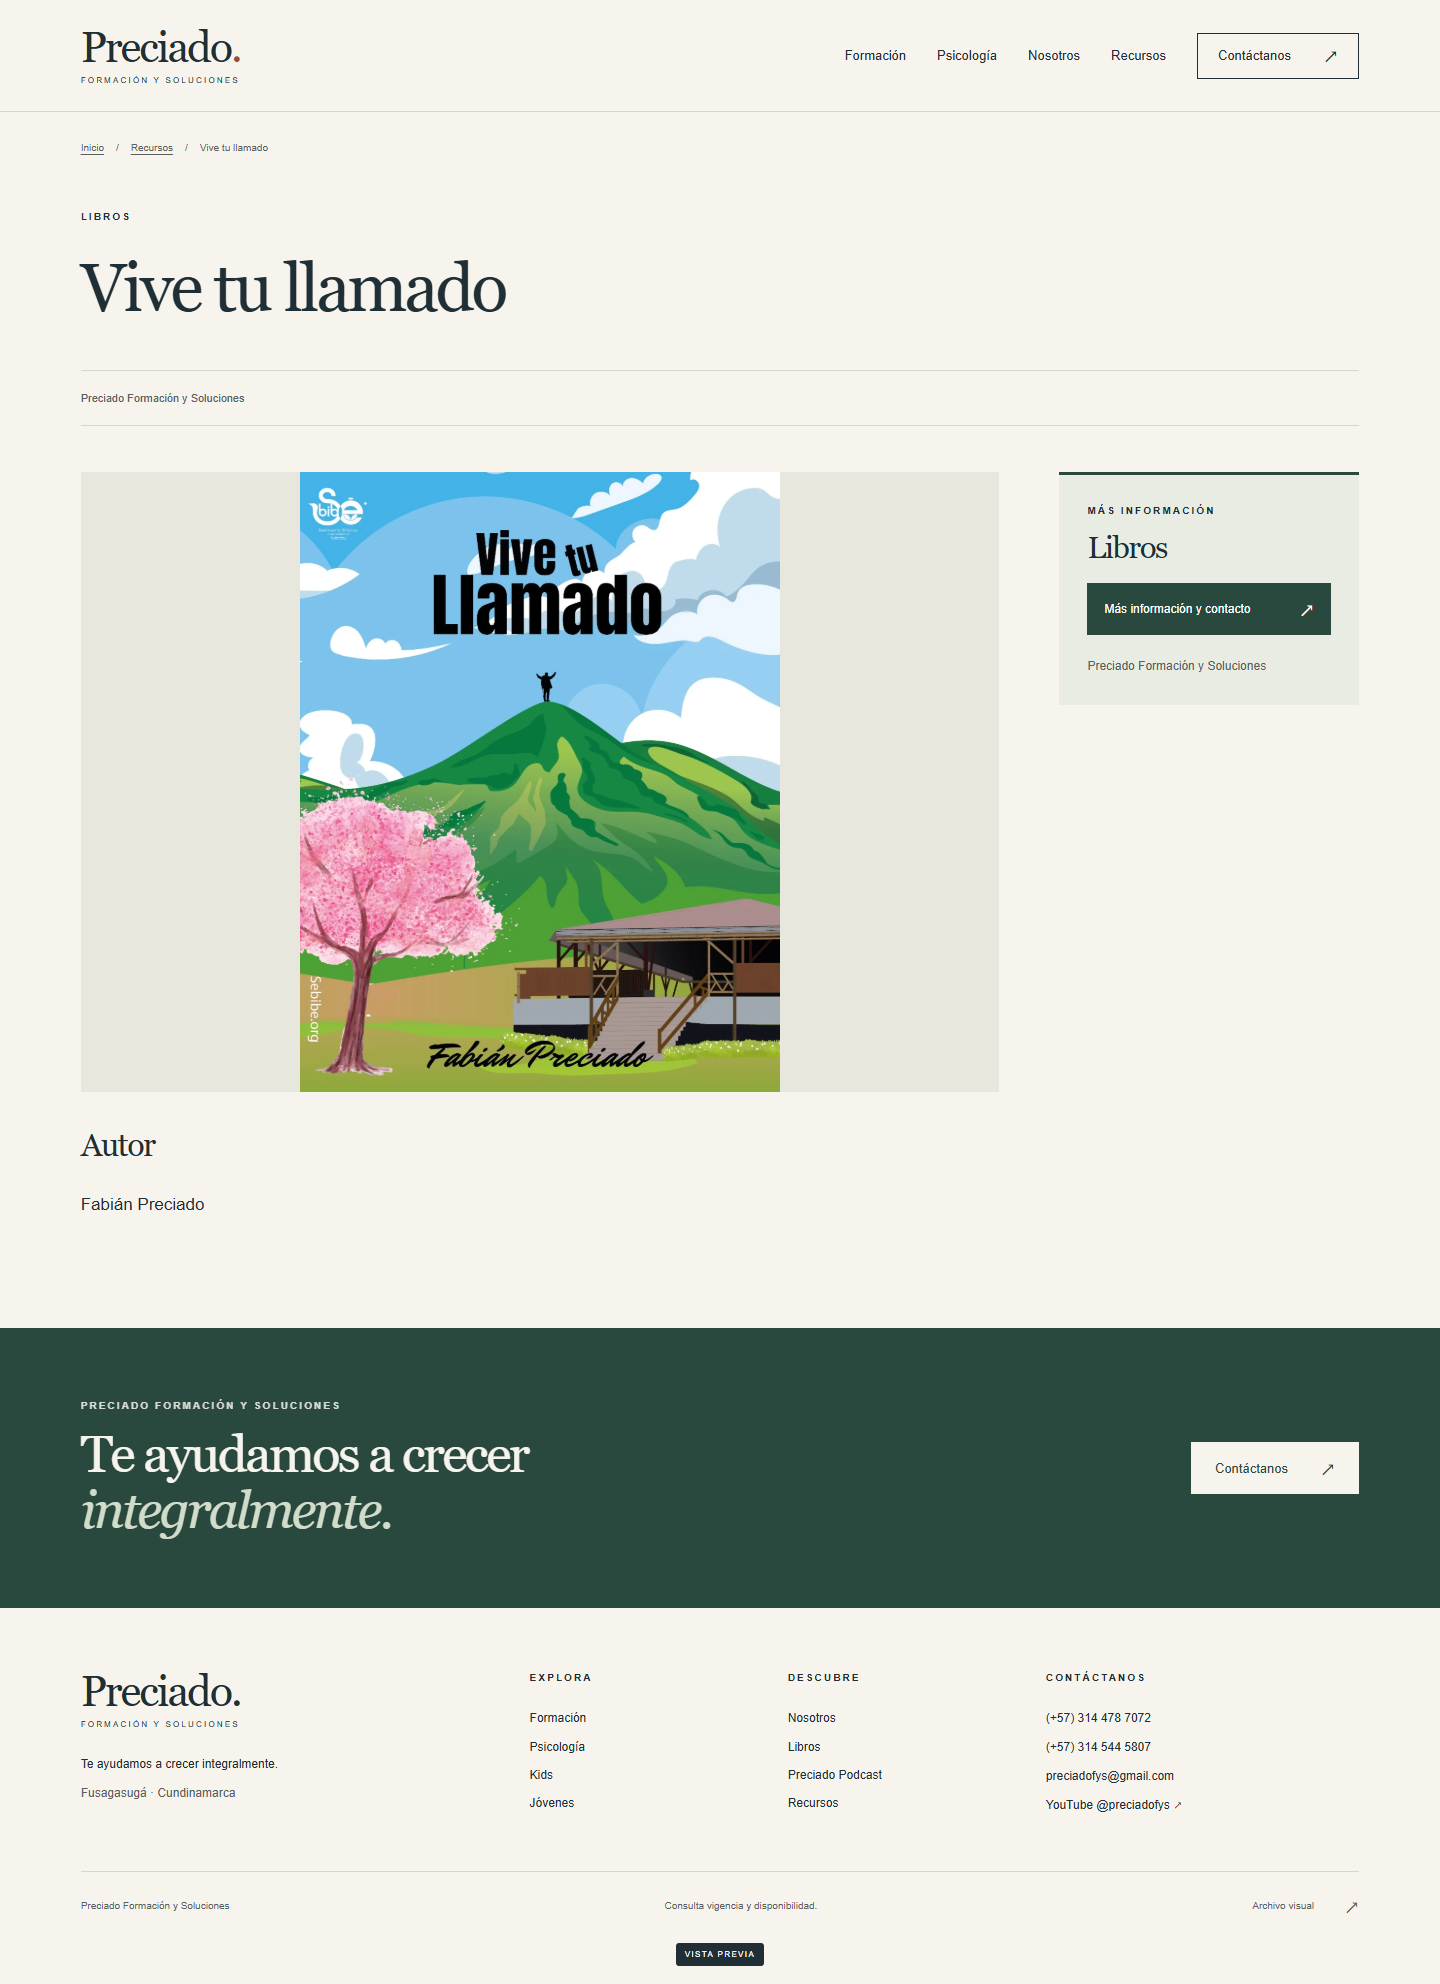 Preciado.
FORMACIÓN Y SOLUCIONES
Formación
Psicología
Nosotros
Recursos
Contáctanos ↗
Inicio / Recursos / Vive tu llamado
LIBROS
Vive tu llamado
Preciado Formación y Soluciones
Sebibe
Vive tu
Llamado
Sebibe.org
Fabián Preciado
MÁS INFORMACIÓN
Libros
Más información y contacto ↗
Preciado Formación y Soluciones
Autor
Fabián Preciado
PRECIADO FORMACIÓN Y SOLUCIONES
Te ayudamos a crecer
integralmente.
Contáctanos ↗
Preciado.
FORMACIÓN Y SOLUCIONES
Te ayudamos a crecer integralmente.
Fusagasugá · Cundinamarca
EXPLORA
Formación
Psicología
Kids
Jóvenes
DESCUBRE
Nosotros
Libros
Preciado Podcast
Recursos
CONTÁCTANOS
(+57) 314 478 7072
(+57) 314 544 5807
preciadofys@gmail.com
YouTube @preciadofys ↗
Preciado Formación y Soluciones
Consulta vigencia y disponibilidad.
Archivo visual ↗
VISTA PREVIA